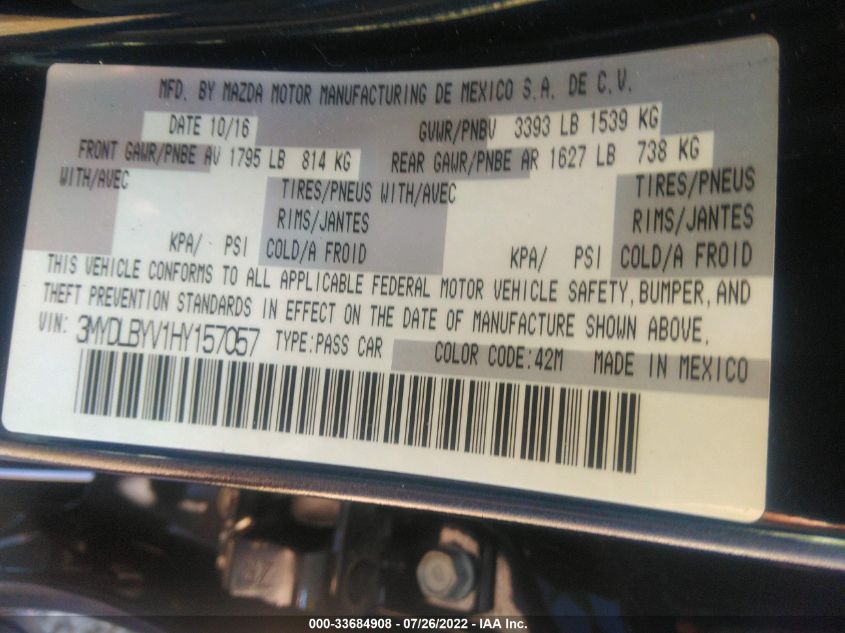 MFD. BY MAZDA MOTOR MANUFACTURING DE MEXICO S.A. DE C.V.
DATE 10/16 GVWR/PNBV 3393 LB 1539 KG
FRONT GAWR/PNBE AV 1795 LB 814 KG REAR GAWR/PNBE AR 1627 LB 738 KG
WITH/AVEC TIRES/PNEUS WITH/AVEC TIRES/PNEUS
RIMS/JANTES RIMS/JANTES
KPA/ PSI COLD/A FROID KPA/ PSI COLD/A FROID
THIS VEHICLE CONFORMS TO ALL APPLICABLE FEDERAL MOTOR VEHICLE SAFETY, BUMPER, AND
THEFT PREVENTION STANDARDS IN EFFECT ON THE DATE OF MANUFACTURE SHOWN ABOVE.
VIN: 3MYDLBYV1HY157057 TYPE:PASS CAR COLOR CODE:42M MADE IN MEXICO
000-33684908 - 07/26/2022 - IAA Inc.